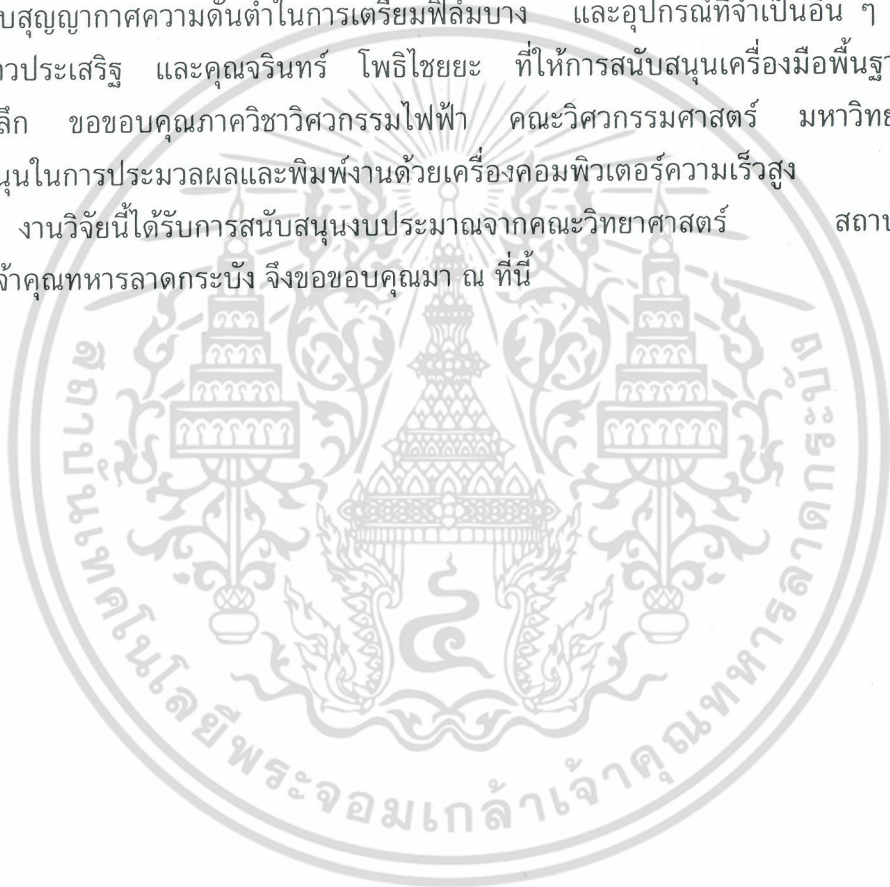 บสุญญากาศความดันต่ำในการเตรียมฟิล์มบาง และอุปกรณ์ที่จำเป็นอื่น ๆ
าวประเสริฐ และคุณจรินทร์ โพธิไชยยะ ที่ให้การสนับสนุนเครื่องมือพื้นฐา
ลึก ขอขอบคุณภาควิชาวิศวกรรมไฟฟ้า คณะวิศวกรรมศาสตร์ มหาวิทย
นุนในการประมวลผลและพิมพ์งานด้วยเครื่องคอมพิวเตอร์ความเร็วสูง
งานวิจัยนี้ได้รับการสนับสนุนงบประมาณจากคณะวิทยาศาสตร์ สถาบ
จ้าคุณทหารลาดกระบัง จึงขอขอบคุณมา ณ ที่นี้
สถาบันเทคโนโลยีพระจอมเกล้าเจ้าคุณทหารลาดกระบัง
๔